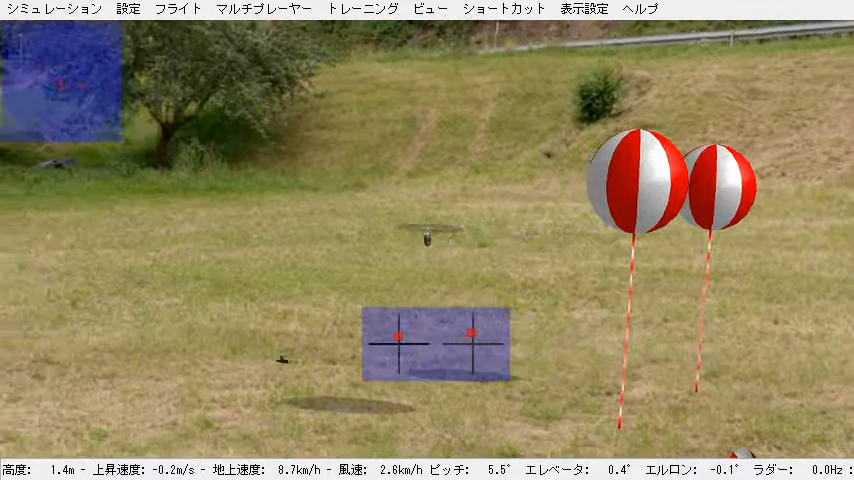 シミュレーション 設定 フライト マルチプレーヤー トレーニング ビュー ショートカット 表示設定 ヘルプ
高度: 1.4m - 上昇速度: -0.2m/s - 地上速度: 8.7km/h - 風速: 2.6km/h ピッチ: 5.5° エレベータ: 0.4° エルロン: -0.1° ラダー: 0.0Hz :